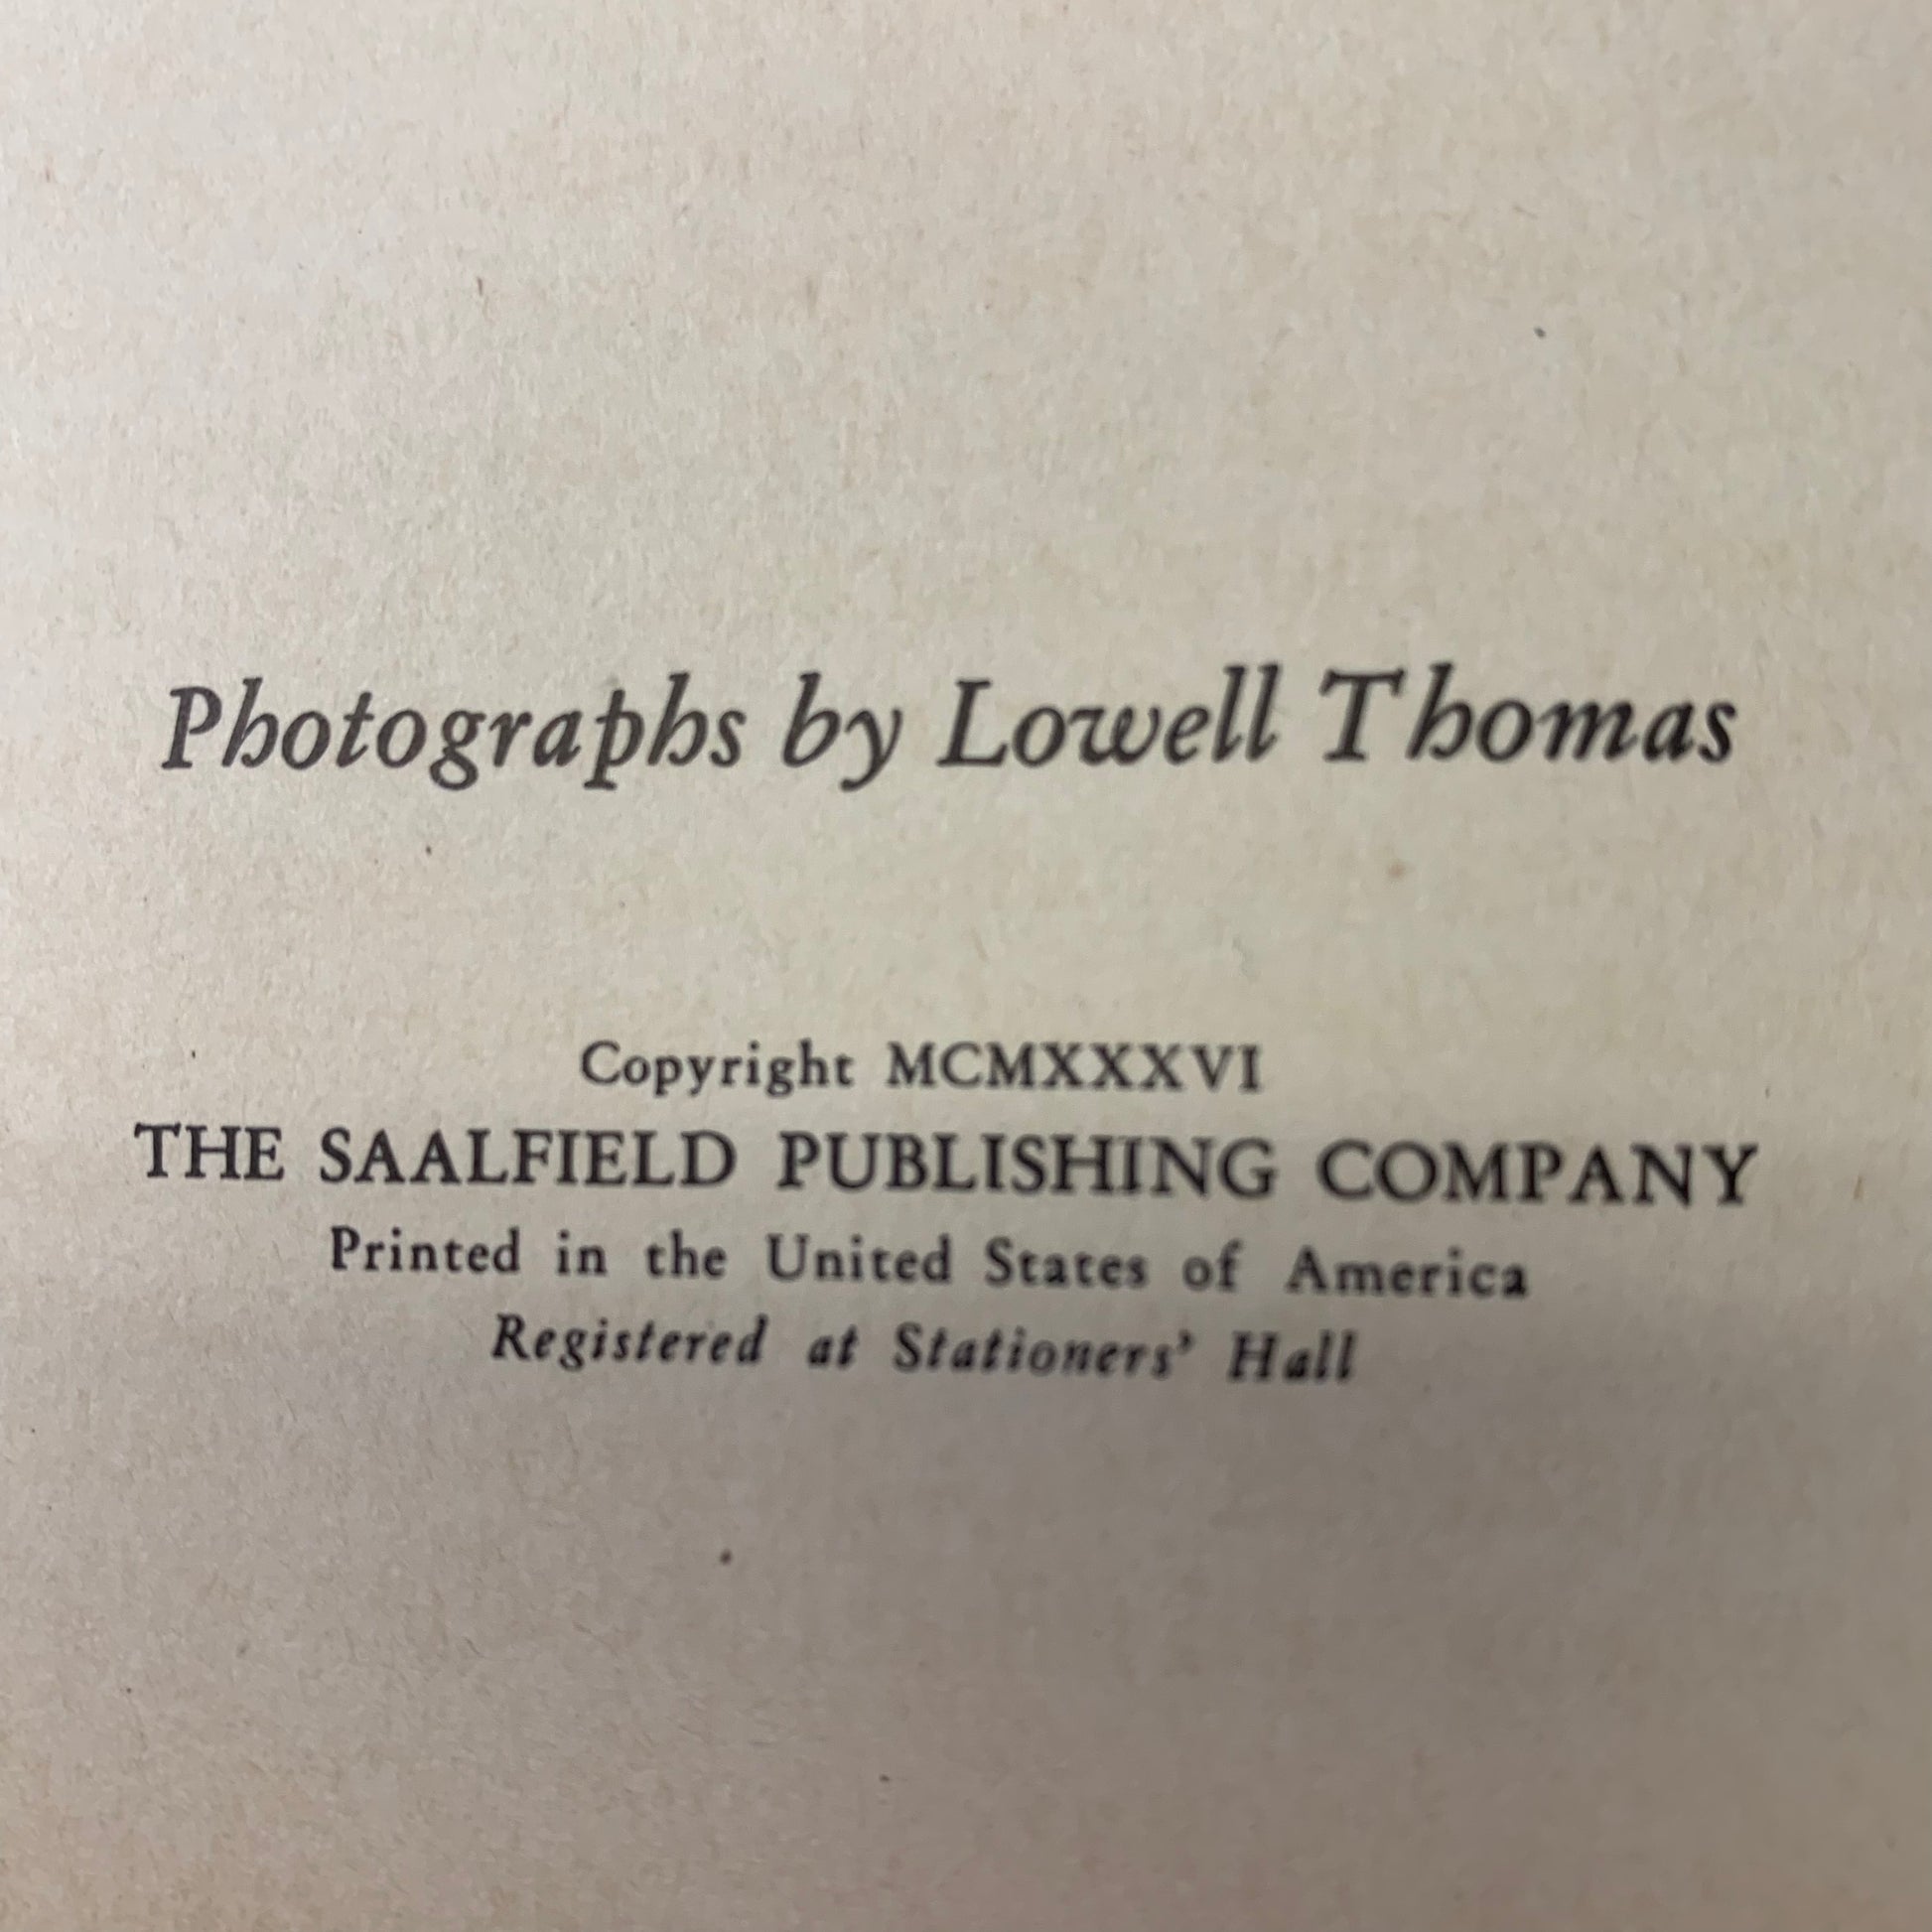 Photographs by Lowell Thomas
Copyright MCMXXXVI
THE SAALFIELD PUBLISHING COMPANY
Printed in the United States of America
Registered at Stationers' Hall